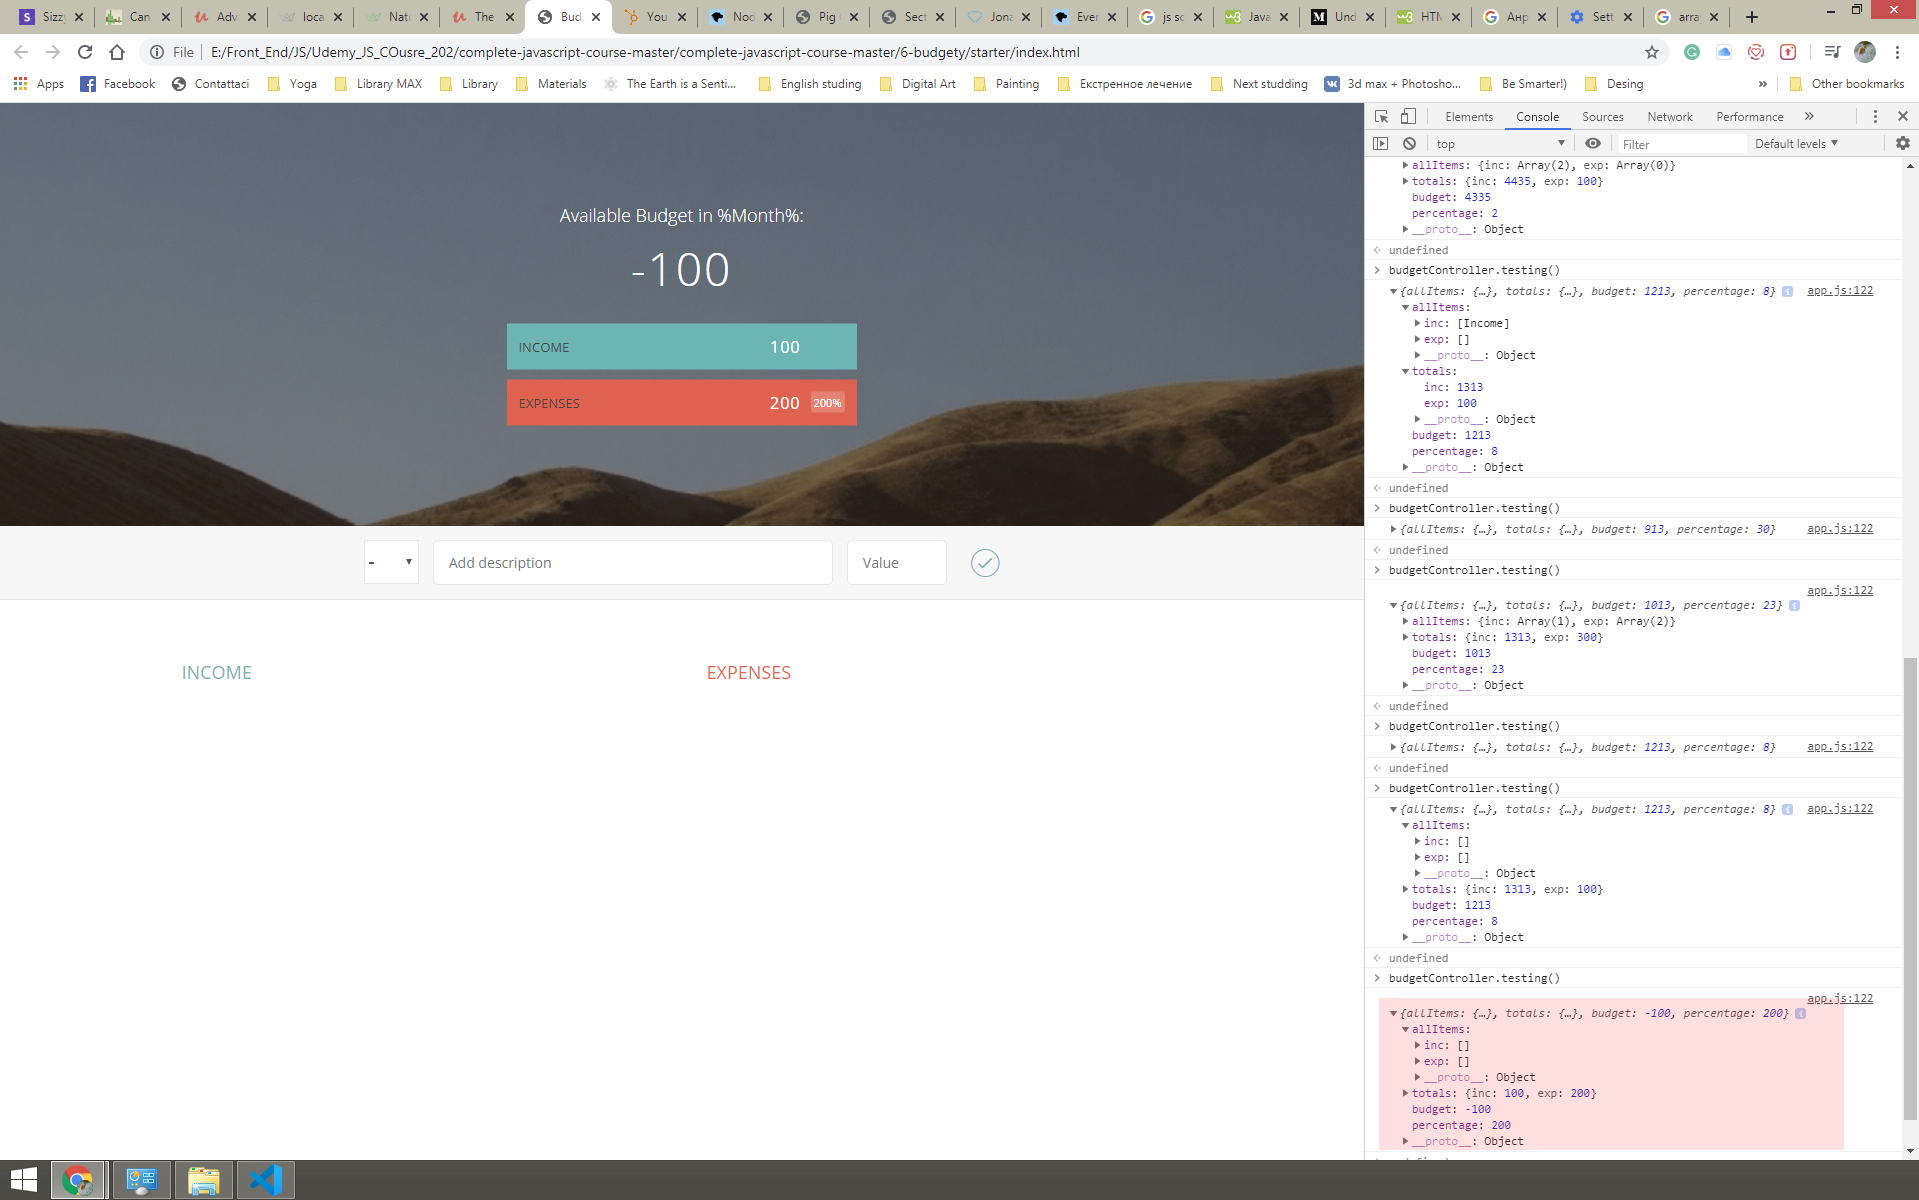 Sizzy
Can
Adva
loca
Nati
The
Bud
You
Nod
Pig
Sect
Jona
Ever
js sc
Java
Und
HTM
Анр
Sett
array
File
E:/Front_End/JS/Udemy_JS_COusre_202/complete-javascript-course-master/complete-javascript-course-master/6-budgety/starter/index.html
Apps
Facebook
Contattaci
Yoga
Library MAX
Library
Materials
The Earth is a Senti...
English studing
Digital Art
Painting
Екстренное лечение
Next studding
3d max + Photosho...
Be Smarter!)
Desing
»
Other bookmarks
Available Budget in %Month%:
-100
INCOME 100
EXPENSES 200 200%
-
Add description
Value
INCOME
EXPENSES
Elements
Console
Sources
Network
Performance
»
top
Filter
Default levels
allItems: {inc: Array(2), exp: Array(0)}
totals: {inc: 4435, exp: 100}
budget: 4335
percentage: 2
__proto__: Object
undefined
budgetController.testing()
{allItems: {…}, totals: {…}, budget: 1213, percentage: 8} app.js:122
allItems:
inc: [Income]
exp: []
__proto__: Object
totals:
inc: 1313
exp: 100
__proto__: Object
budget: 1213
percentage: 8
__proto__: Object
undefined
budgetController.testing()
{allItems: {…}, totals: {…}, budget: 913, percentage: 30} app.js:122
undefined
budgetController.testing()
app.js:122
{allItems: {…}, totals: {…}, budget: 1013, percentage: 23}
allItems: {inc: Array(1), exp: Array(2)}
totals: {inc: 1313, exp: 300}
budget: 1013
percentage: 23
__proto__: Object
undefined
budgetController.testing()
{allItems: {…}, totals: {…}, budget: 1213, percentage: 8} app.js:122
undefined
budgetController.testing()
{allItems: {…}, totals: {…}, budget: 1213, percentage: 8} app.js:122
allItems:
inc: []
exp: []
__proto__: Object
totals: {inc: 1313, exp: 100}
budget: 1213
percentage: 8
__proto__: Object
undefined
budgetController.testing()
app.js:122
{allItems: {…}, totals: {…}, budget: -100, percentage: 200}
allItems:
inc: []
exp: []
__proto__: Object
totals: {inc: 100, exp: 200}
budget: -100
percentage: 200
__proto__: Object